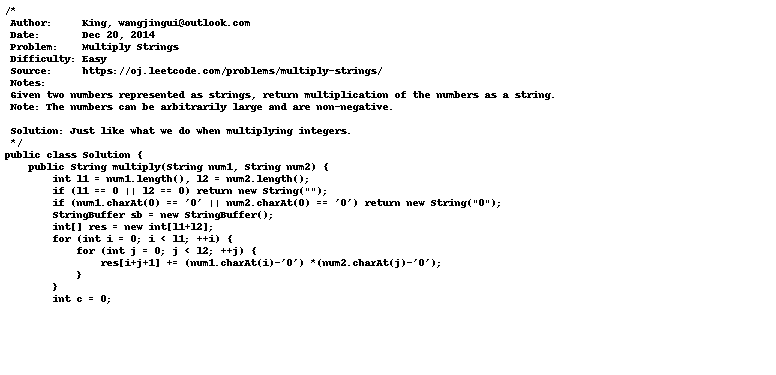 /*
 Author:     King, wangjingui@outlook.com
 Date:       Dec 20, 2014
 Problem:    Multiply Strings
 Difficulty: Easy
 Source:     https://oj.leetcode.com/problems/multiply-strings/
 Notes:
 Given two numbers represented as strings, return multiplication of the numbers as a string.
 Note: The numbers can be arbitrarily large and are non-negative.

 Solution: Just like what we do when multiplying integers.
 */
public class Solution {
    public String multiply(String num1, String num2) {
        int l1 = num1.length(), l2 = num2.length();
        if (l1 == 0 || l2 == 0) return new String("");
        if (num1.charAt(0) == '0' || num2.charAt(0) == '0') return new String("0");
        StringBuffer sb = new StringBuffer();
        int[] res = new int[l1+l2];
        for (int i = 0; i < l1; ++i) {
            for (int j = 0; j < l2; ++j) {
                res[i+j+1] += (num1.charAt(i)-'0') *(num2.charAt(j)-'0');
            }
        }
        int c = 0;